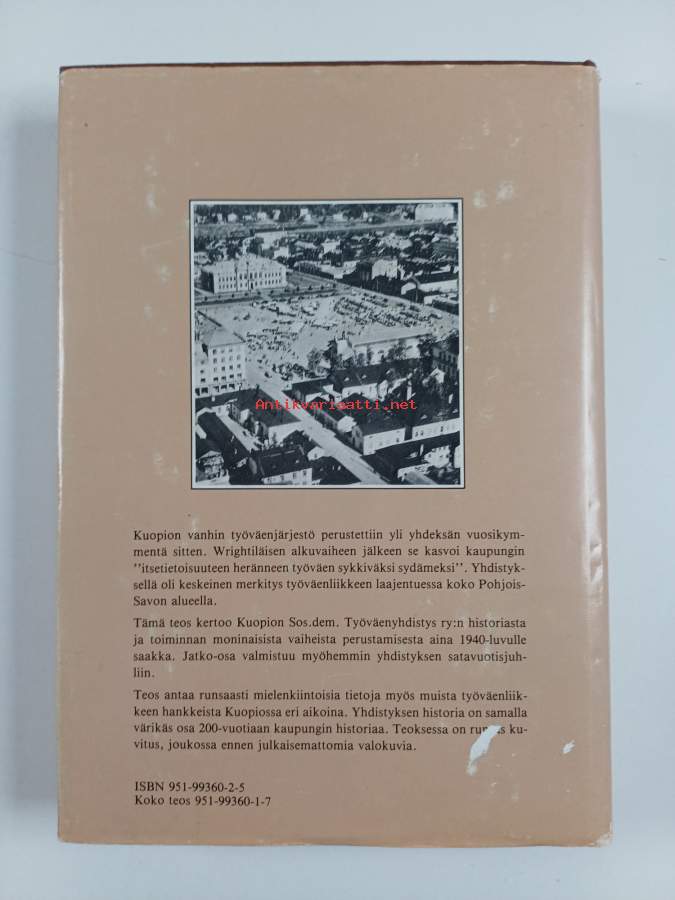 Antikvariaatti.net
Kuopion vanhin työväenjärjestö perustettiin yli yhdeksän vuosikym-
mentä sitten. Wrightiläisen alkuvaiheen jälkeen se kasvoi kaupungin
''itsetietoisuuteen heränneen työväen sykkiväksi sydämeksi''. Yhdistyk-
sellä oli keskeinen merkitys työväenliikkeen laajentuessa koko Pohjois-
Savon alueella.
Tämä teos kertoo Kuopion Sos.dem. Työväenyhdistys ry:n historiasta
ja toiminnan moninaisista vaiheista perustamisesta aina 1940-luvulle
saakka. Jatko-osa valmistuu myöhemmin yhdistyksen satavuotisjuh-
liin.
Teos antaa runsaasti mielenkiintoisia tietoja myös muista työväenliik-
keen hankkeista Kuopiossa eri aikoina. Yhdistyksen historia on samalla
värikäs osa 200-vuotiaan kaupungin historiaa. Teoksessa on ku-
vitus, joukossa ennen julkaisemattomia valokuvia.
ISBN 951-99360-2-5
Koko teos 951-99360-1-7